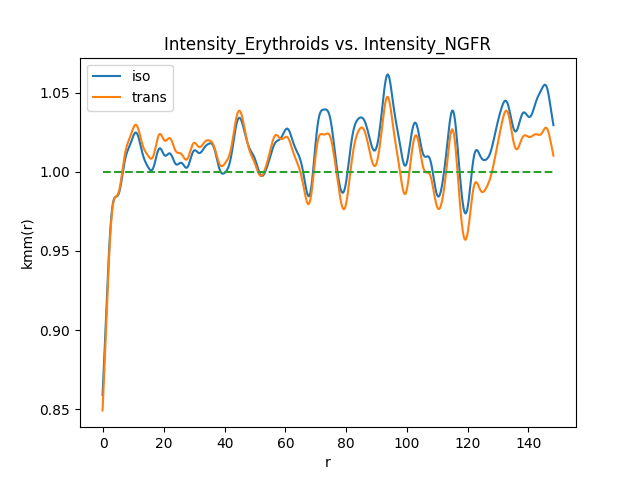 Intensity_Erythroids vs. Intensity_NGFR
iso
trans
1.05
1.00
0.95
0.90
0.85
kmm(r)
0 20 40 60 80 100 120 140
r